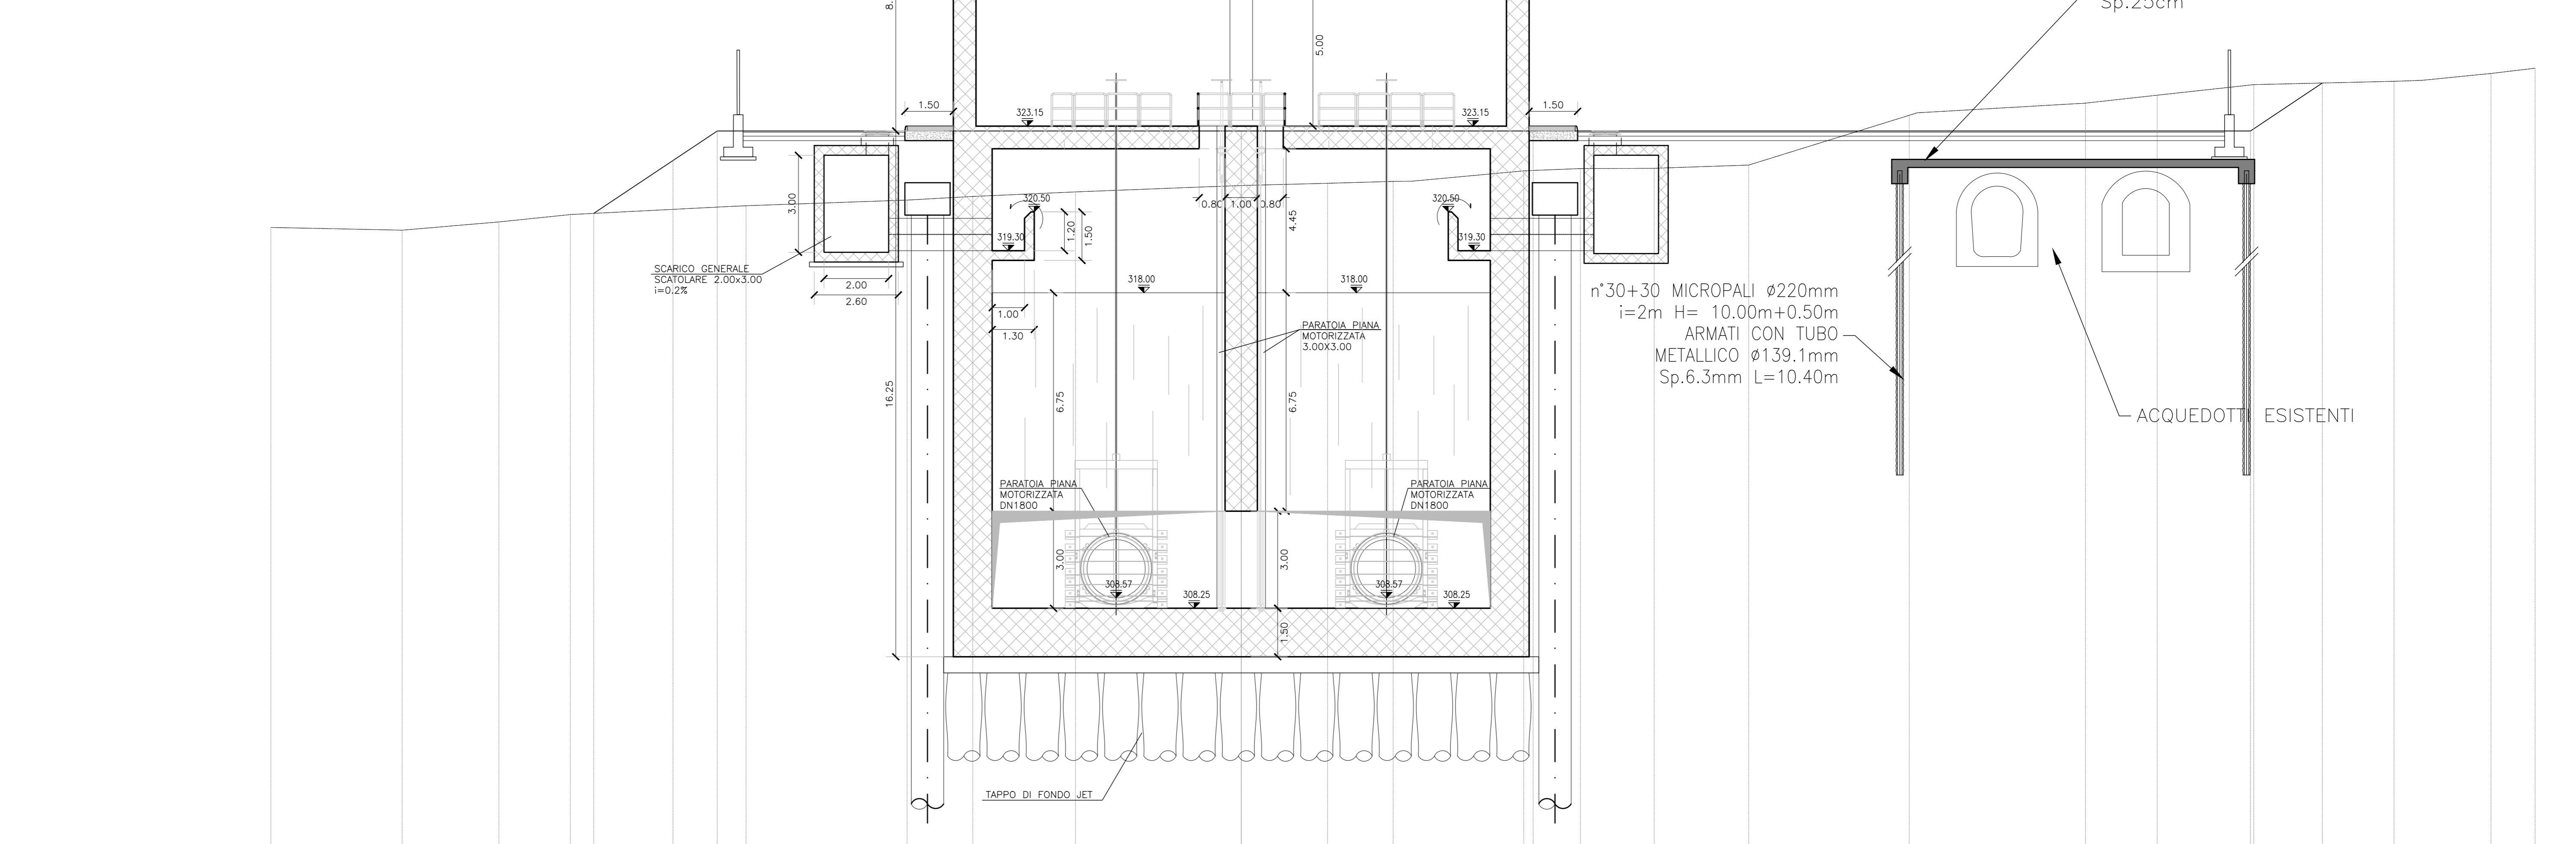 Sp.25cm
8.
5.00
1.50
323.15
323.15
1.50
3.00
320.50
0.80
1.00
0.80
4.45
320.50
1.20
1.50
319.30
319.30
SCARICO GENERALE
SCATOLARE 2.00x3.00
i=0.2%
2.00
2.60
318.00
318.00
1.00
1.30
PARATOIA PIANA
MOTORIZZATA
3.00X3.00
n°30+30 MICROPALI ø220mm
i=2m H= 10.00m+0.50m
ARMATI CON TUBO
METALLICO ø139.1mm
Sp.6.3mm L=10.40m
ACQUEDOTTI ESISTENTI
16.25
6.75
6.75
PARATOIA PIANA
MOTORIZZATA
DN1800
PARATOIA PIANA
MOTORIZZATA
DN1800
3.00
3.00
308.57
308.25
308.57
308.25
1.50
TAPPO DI FONDO JET